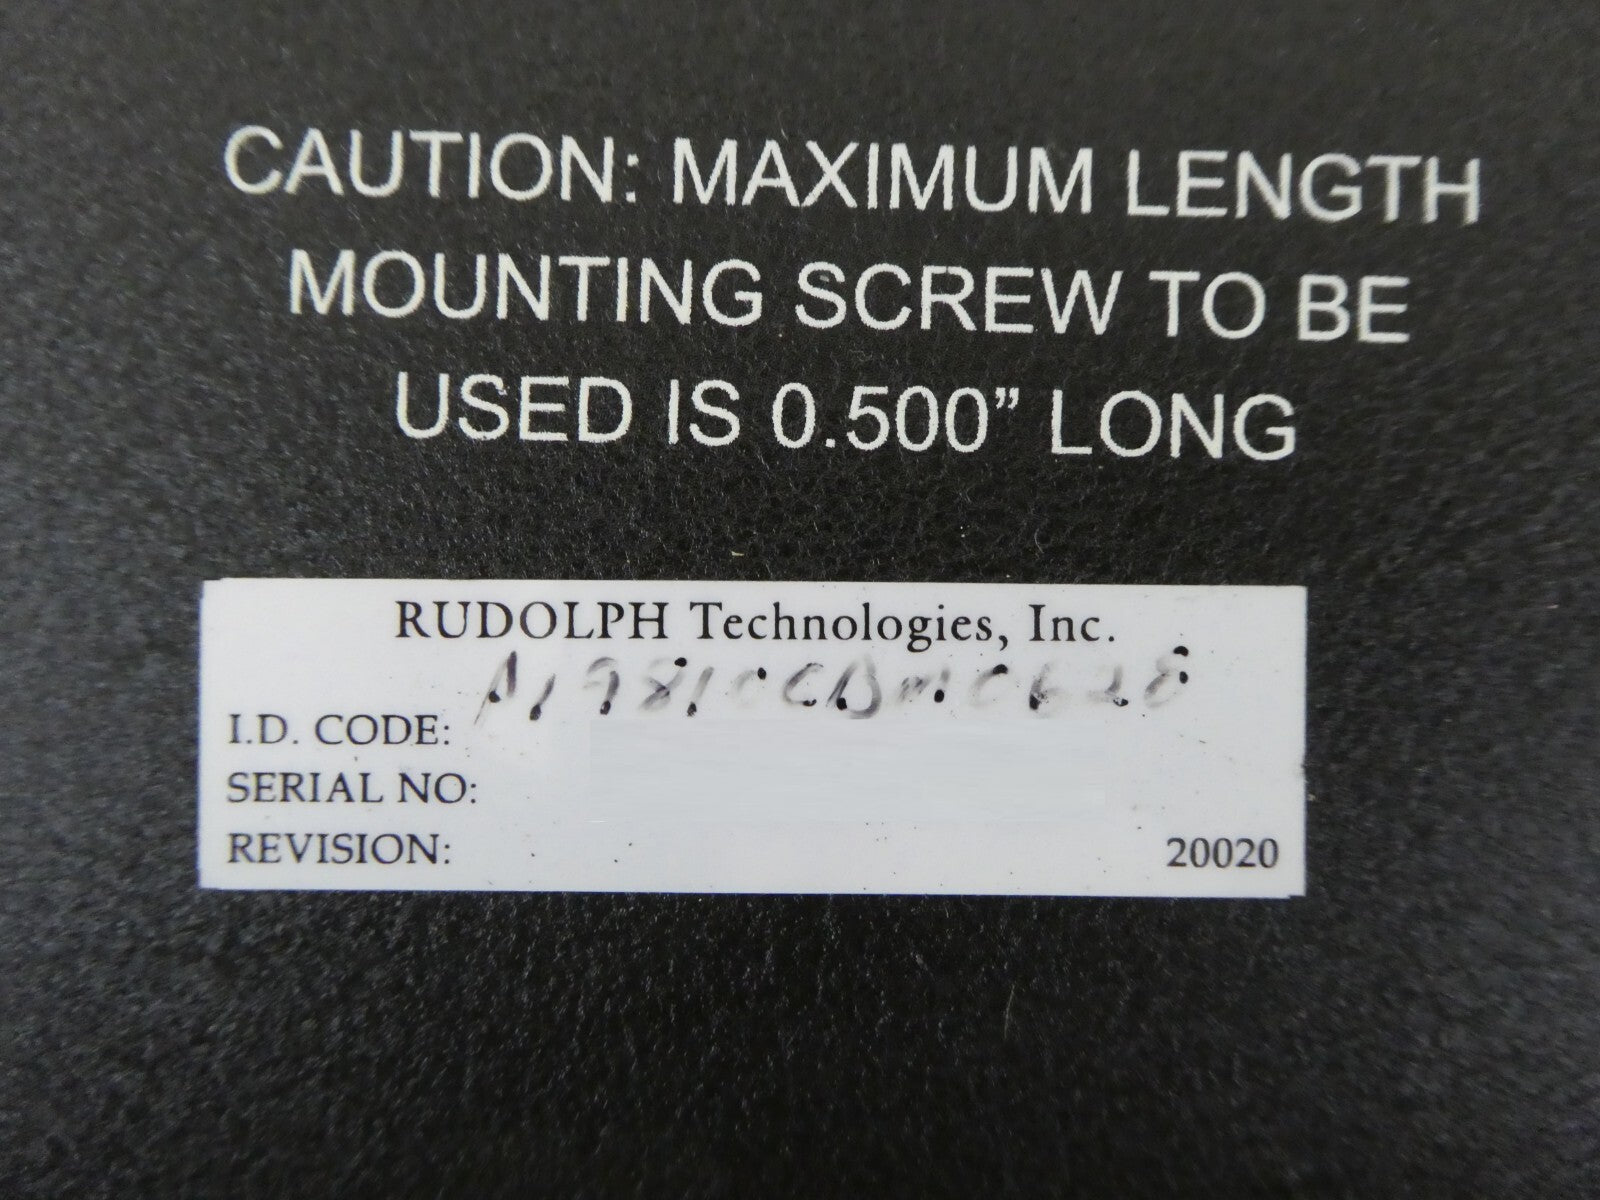 CAUTION: MAXIMUM LENGTH
MOUNTING SCREW TO BE
USED IS 0.500” LONG
RUDOLPH Technologies, Inc.
I.D. CODE:
SERIAL NO:
REVISION:
20020